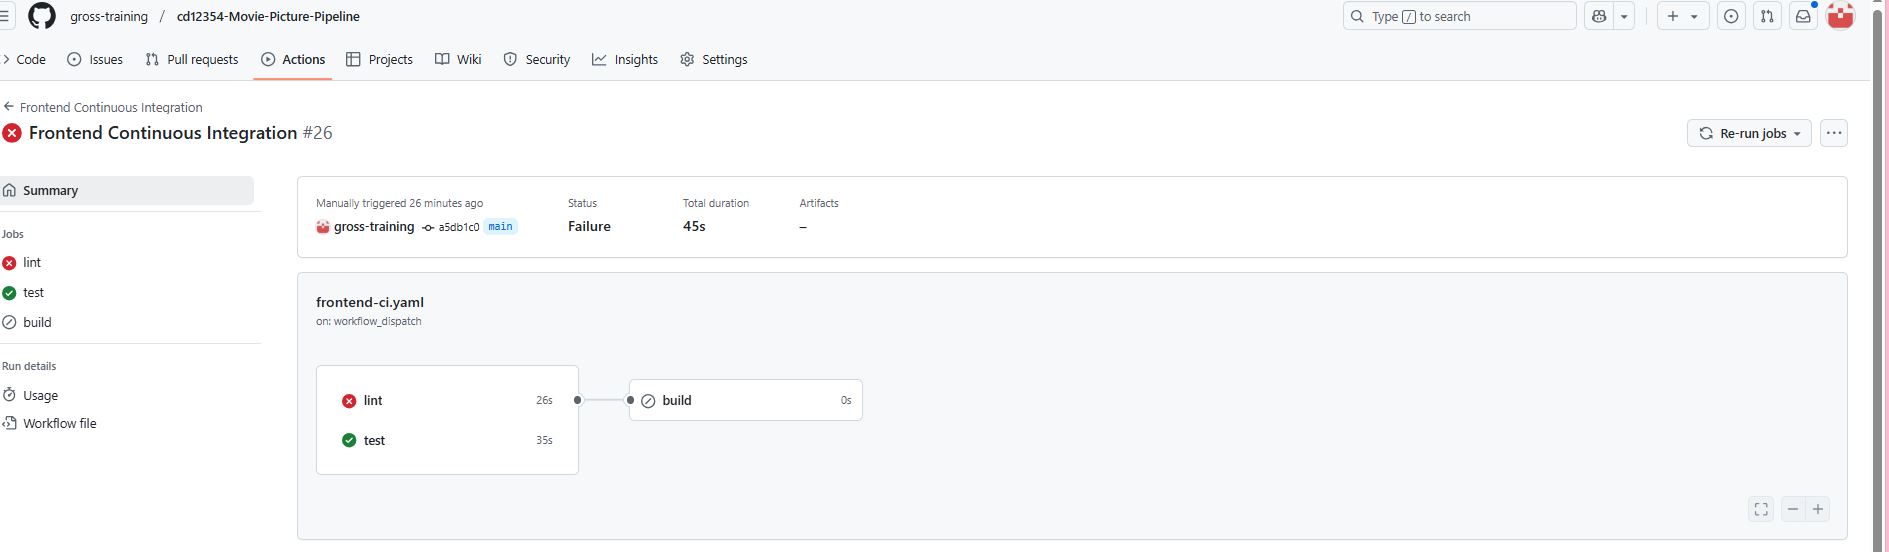 gross-training / cd12354-Movie-Picture-Pipeline
Type / to search
Code Issues Pull requests Actions Projects Wiki Security Insights Settings
Frontend Continuous Integration
Frontend Continuous Integration #26
Re-run jobs
Summary
Jobs
lint
test
build
Run details
Usage
Workflow file
Manually triggered 26 minutes ago
gross-training a5db1c0 main
Status
Failure
Total duration
45s
Artifacts
–
frontend-ci.yaml
on: workflow_dispatch
lint 26s
test 35s
build 0s